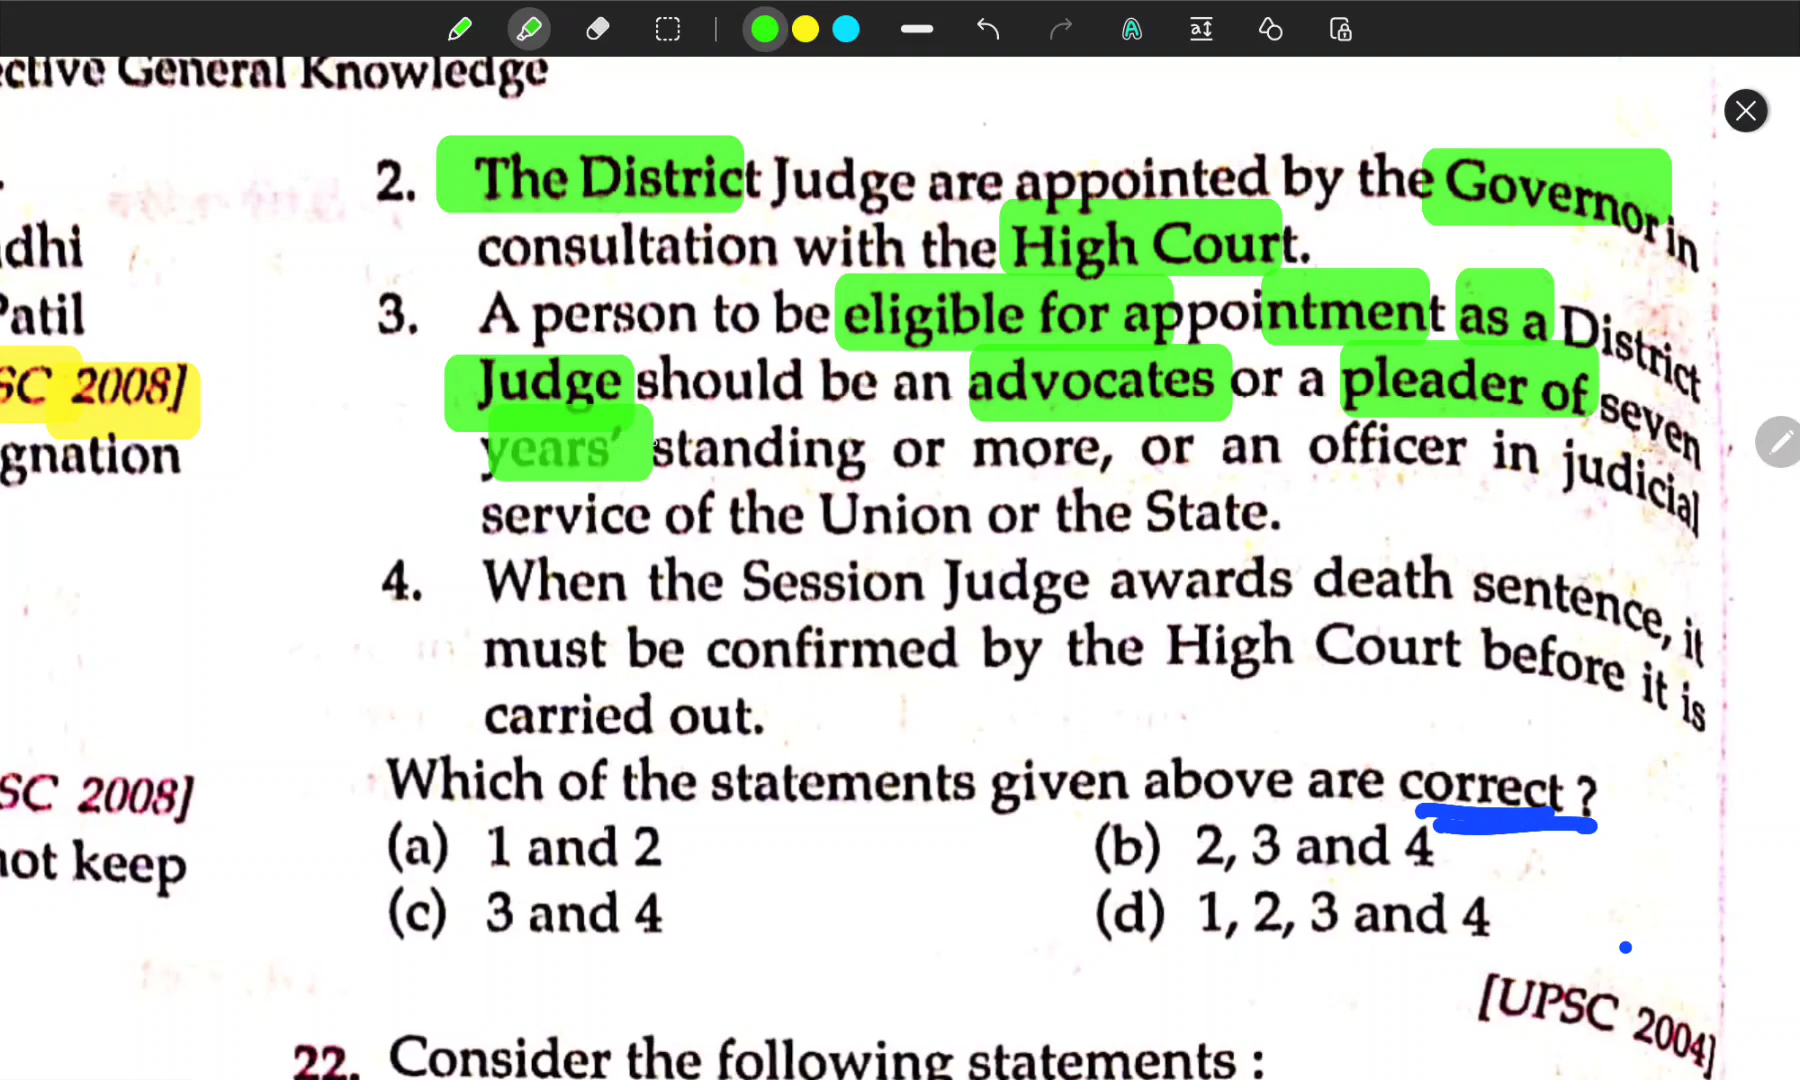 ective General Knowledge
2. The District Judge are appointed by the Governor in
consultation with the High Court.
3. A person to be eligible for appointment as a District
Judge should be an advocates or a pleader of seven
years' standing or more, or an officer in judicial
service of the Union or the State.
4. When the Session Judge awards death sentence, it
must be confirmed by the High Court before it is
carried out.
Which of the statements given above are correct ?
(a) 1 and 2 (b) 2, 3 and 4
(c) 3 and 4 (d) 1, 2, 3 and 4
[UPSC 2004]
22. Consider the following statements :
dhi
Patil
SC 2008]
gnation
SC 2008]
not keep